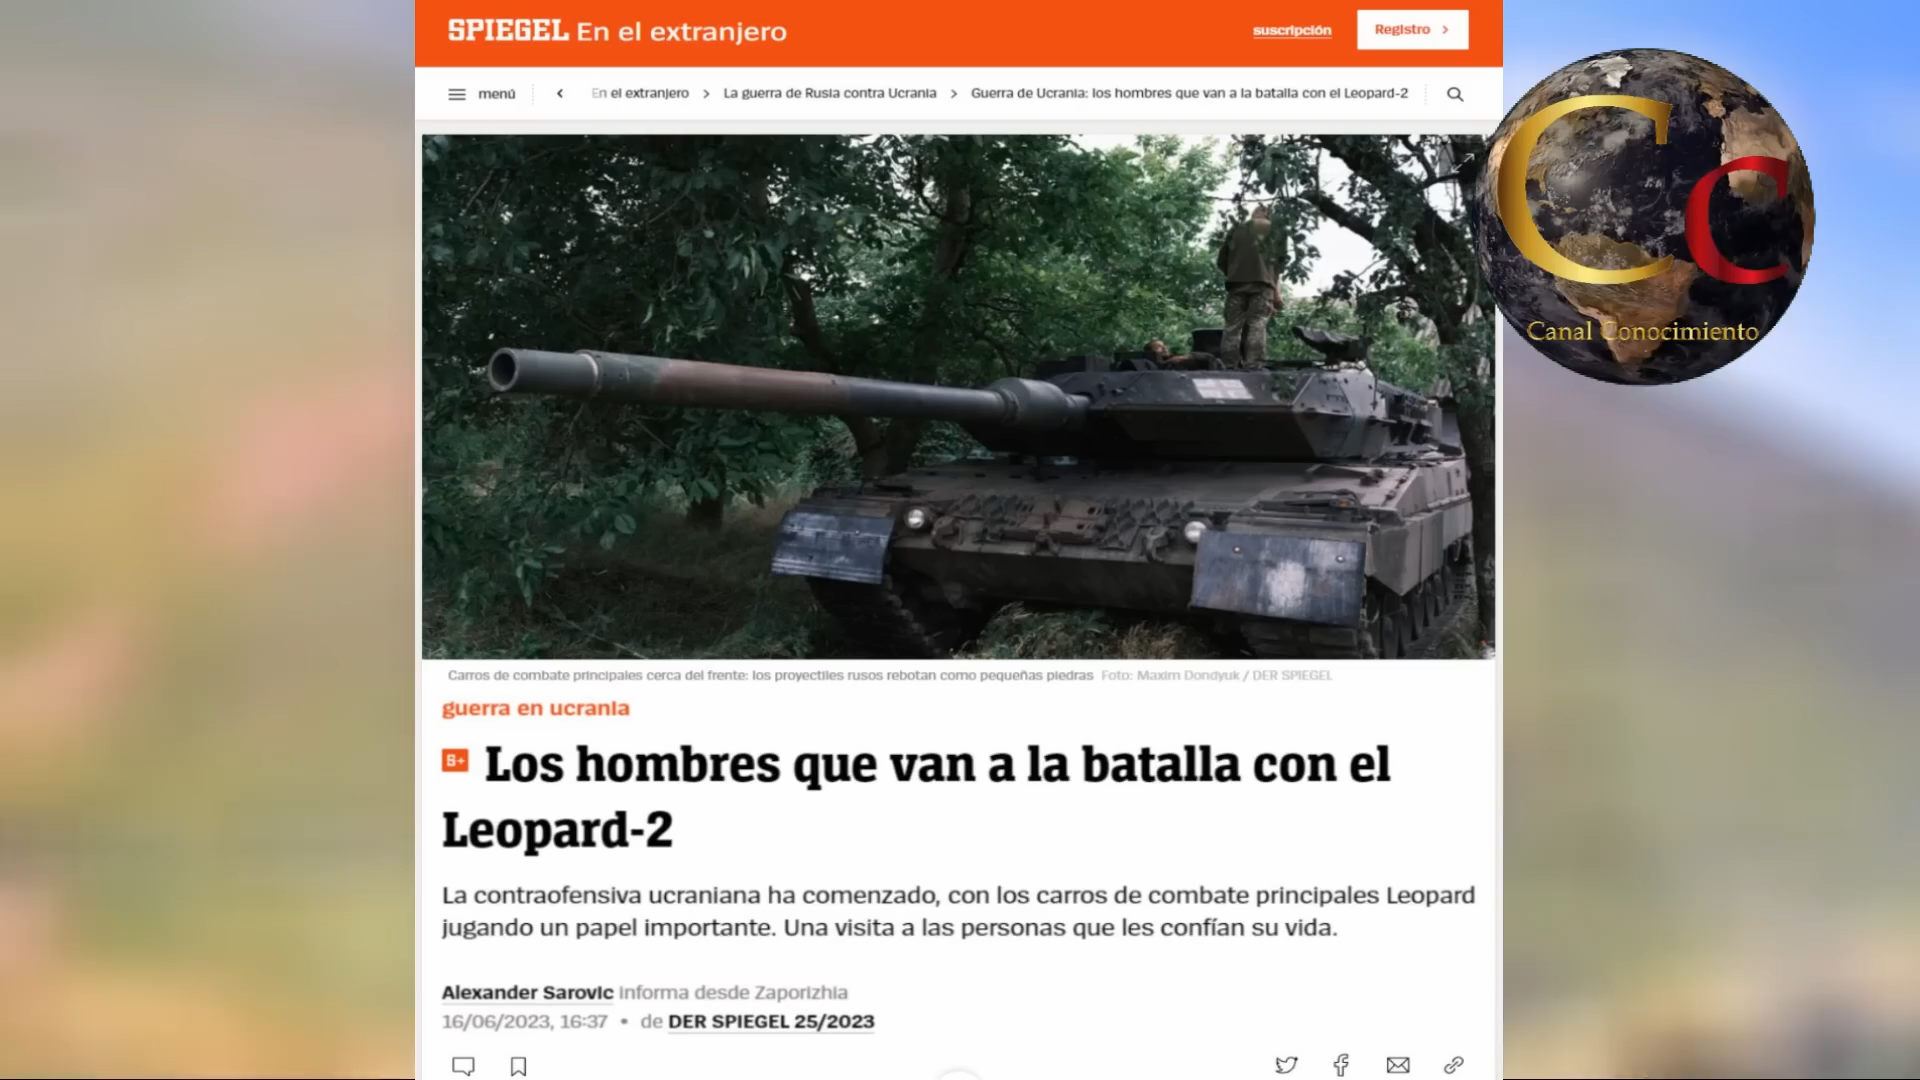 SPIEGEL En el extranjero
suscripción
Registro
menú
En el extranjero > La guerra de Rusia contra Ucrania > Guerra de Ucrania: los hombres que van a la batalla con el Leopard-2
C c
Canal Conocimiento
Carros de combate principales cerca del frente: los proyectiles rusos rebotan como pequeñas piedras Foto: Maxim Dondyuk / DER SPIEGEL
guerra en ucrania
S+ Los hombres que van a la batalla con el
Leopard-2
La contraofensiva ucraniana ha comenzado, con los carros de combate principales Leopard
jugando un papel importante. Una visita a las personas que les confían su vida.
Alexander Sarovic informa desde Zaporizhia
16/06/2023, 16:37 • de DER SPIEGEL 25/2023